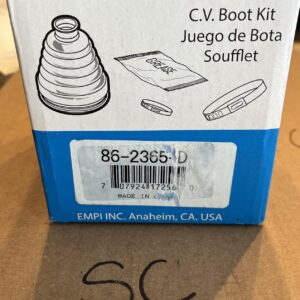 C.V. Boot Kit
Juego de Bota
Soufflet
GREASE
86-2365-D
MADE IN
EMPI INC. Anaheim, CA. USA
SC